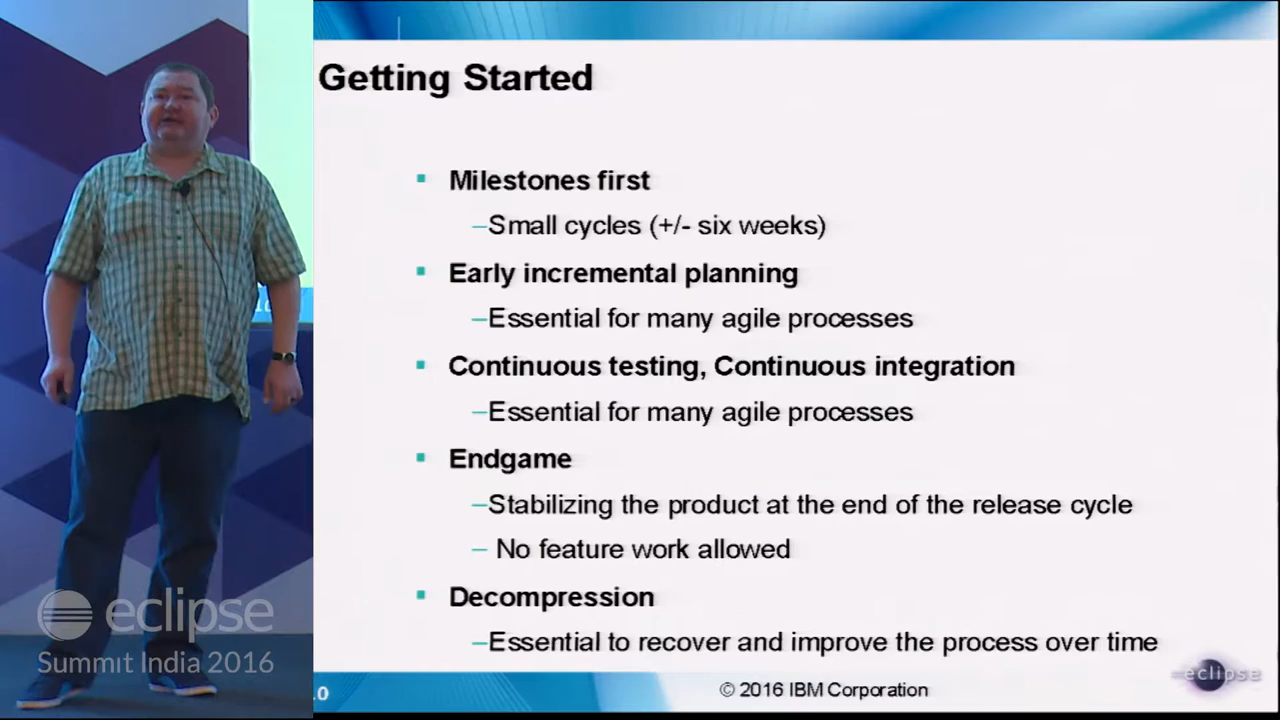 Getting Started
▪ Milestones first
–Small cycles (+/- six weeks)
▪ Early incremental planning
–Essential for many agile processes
▪ Continuous testing, Continuous integration
–Essential for many agile processes
▪ Endgame
–Stabilizing the product at the end of the release cycle
– No feature work allowed
▪ Decompression
–Essential to recover and improve the process over time
eclipse
Summit India 2016
.0
© 2016 IBM Corporation
eclipse